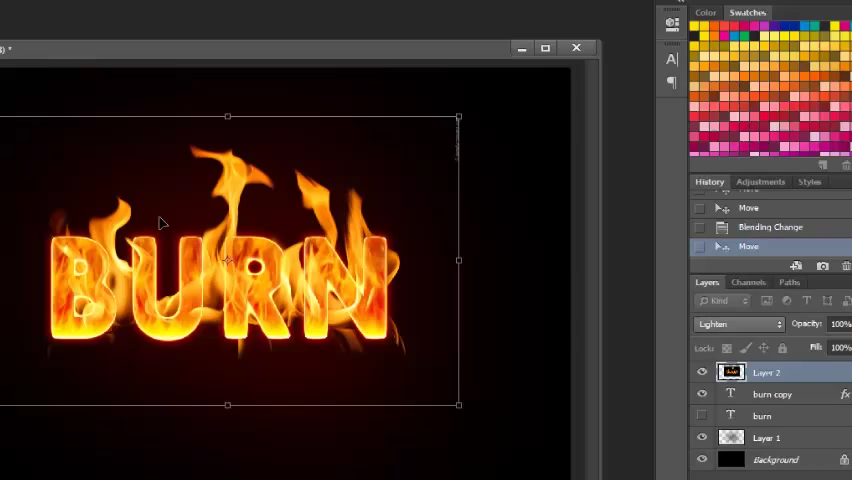 ) *
Color
Swatches
A
¶
BURN
History
Adjustments
Styles
Move
Blending Change
Move
Layers
Channels
Paths
Kind
T
Lighten
Opacity:
100%
Lock:
Fill:
100%
Layer 2
T
burn copy
fx
T
burn
Layer 1
Background